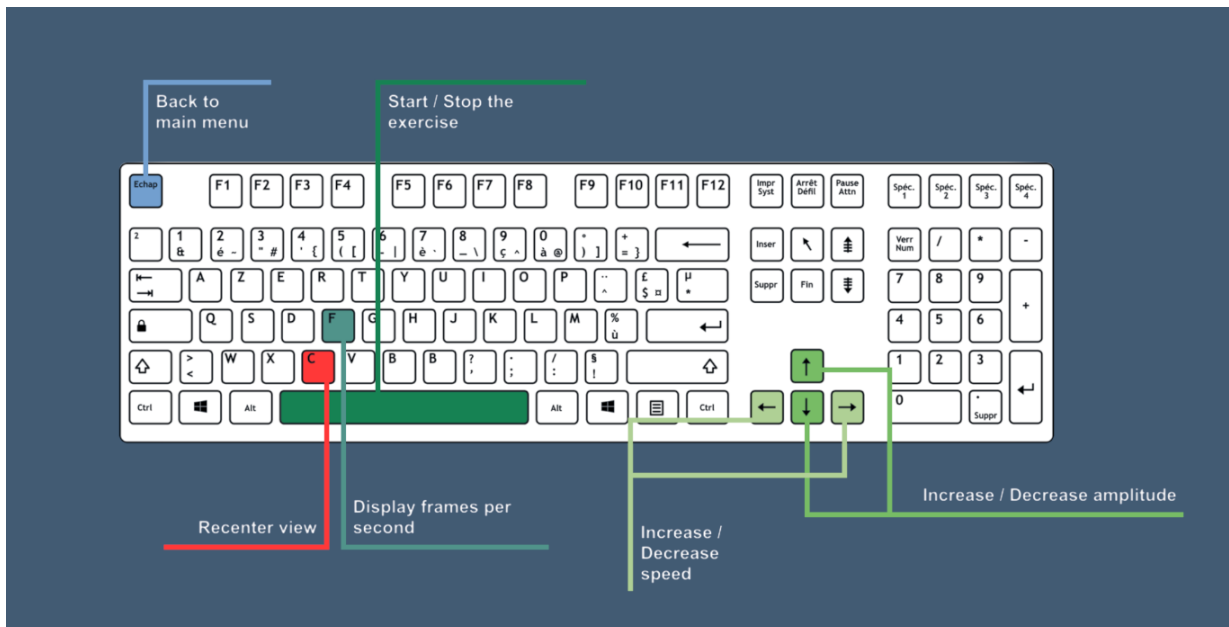 Back to
main menu
Start / Stop the
exercise
Echap F1 F2 F3 F4 F5 F6 F7 F8 F9 F10 F11 F12 Impr Syst Arrêt Défil Pause Attn Spéc. 1 Spéc. 2 Spéc. 3 Spéc. 4
2 1 & 2 é ~ 3 " # 4 ' { 5 ( [ 6 - | 7 è ` 8 _ \ 9 ç ^ 0 à @ ° ) ] + = } Inser Verr Num / * -
A Z E R T Y U I O P ¨ ^ £ $ ¤ µ * Suppr Fin 7 8 9 +
Q S D F G H J K L M % ù 4 5 6
> < W X C V B B ? , . ; / : § ! 1 2 3
Ctrl Alt Alt Ctrl 0 . Suppr
Increase / Decrease amplitude
Display frames per
second
Recenter view
Increase /
Decrease
speed